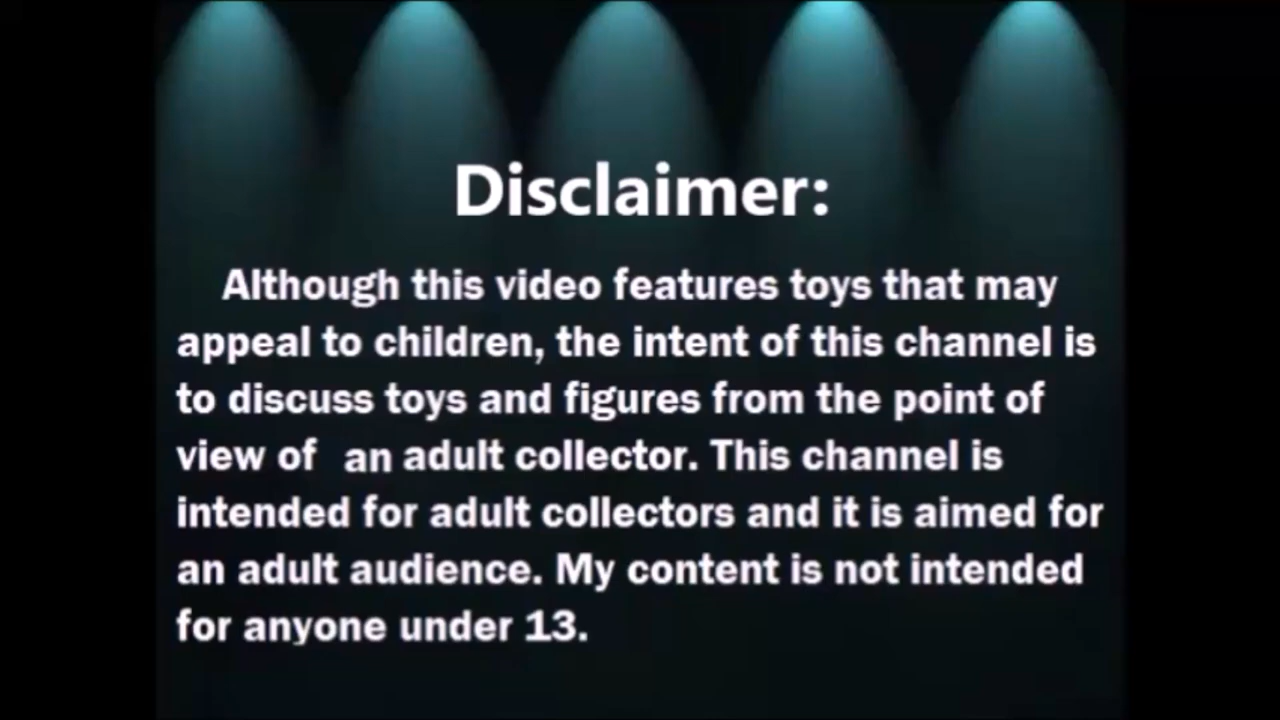 Disclaimer:
Although this video features toys that may
appeal to children, the intent of this channel is
to discuss toys and figures from the point of
view of an adult collector. This channel is
intended for adult collectors and it is aimed for
an adult audience. My content is not intended
for anyone under 13.